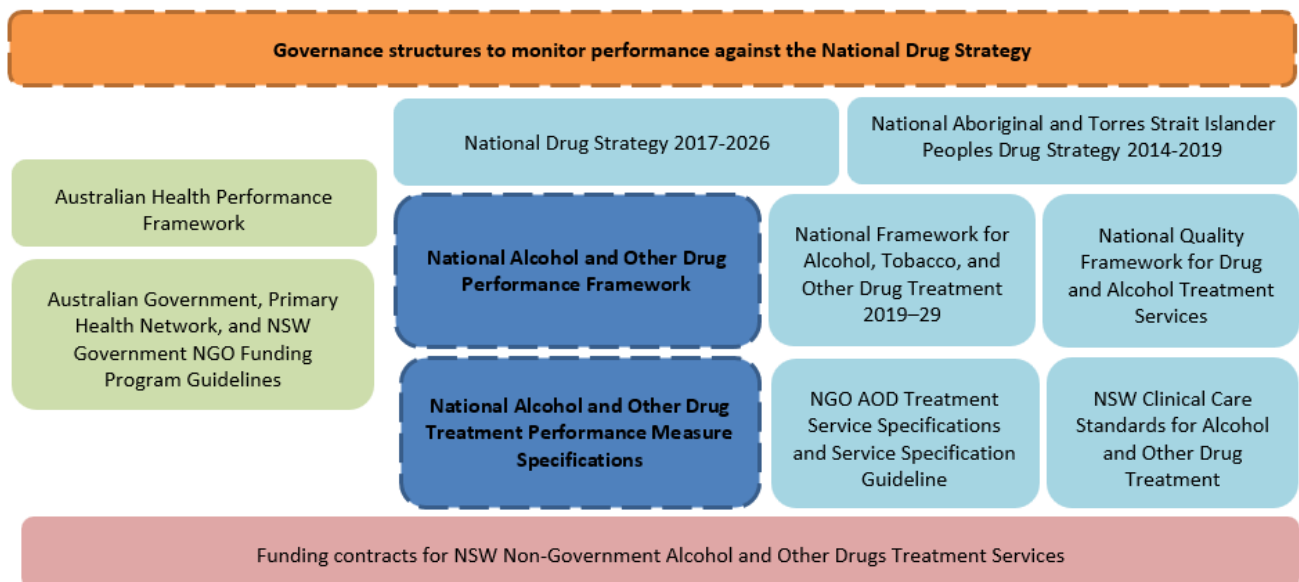 Governance structures to monitor performance against the National Drug Strategy
National Drug Strategy 2017-2026
National Aboriginal and Torres Strait Islander
Peoples Drug Strategy 2014-2019
Australian Health Performance
Framework
National Alcohol and Other Drug
Performance Framework
National Framework for
Alcohol, Tobacco, and
Other Drug Treatment
2019–29
National Quality
Framework for Drug
and Alcohol Treatment
Services
Australian Government, Primary
Health Network, and NSW
Government NGO Funding
Program Guidelines
National Alcohol and Other Drug
Treatment Performance Measure
Specifications
NGO AOD Treatment
Service Specifications
and Service Specification
Guideline
NSW Clinical Care
Standards for Alcohol
and Other Drug
Treatment
Funding contracts for NSW Non-Government Alcohol and Other Drugs Treatment Services